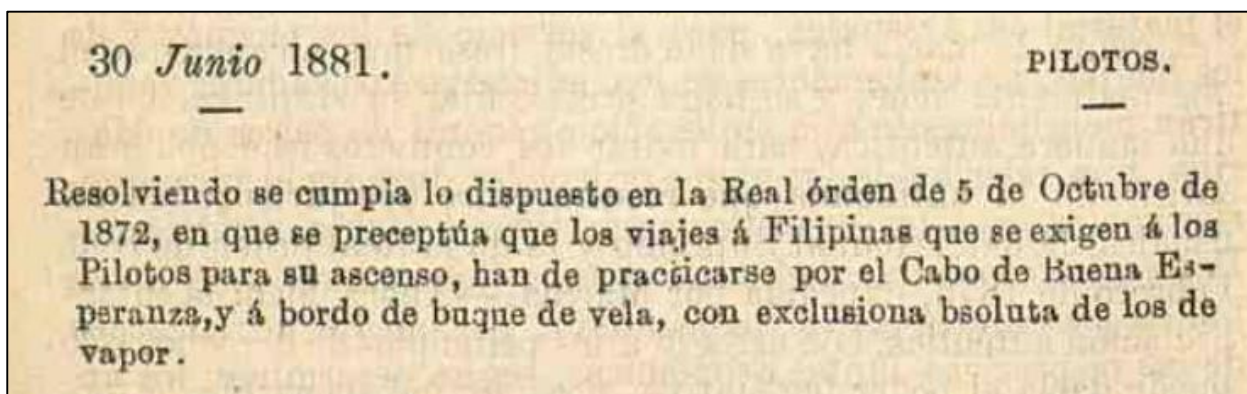 30 Junio 1881.
PILOTOS.
Resolviendo se cumpla lo dispuesto en la Real órden de 5 de Octubre de
1872, en que se preceptúa que los viajes á Filipinas que se exigen á los
Pilotos para su ascenso, han de practicarse por el Cabo de Buena Es-
peranza,y á bordo de buque de vela, con exclusiona bsoluta de los de
vapor.